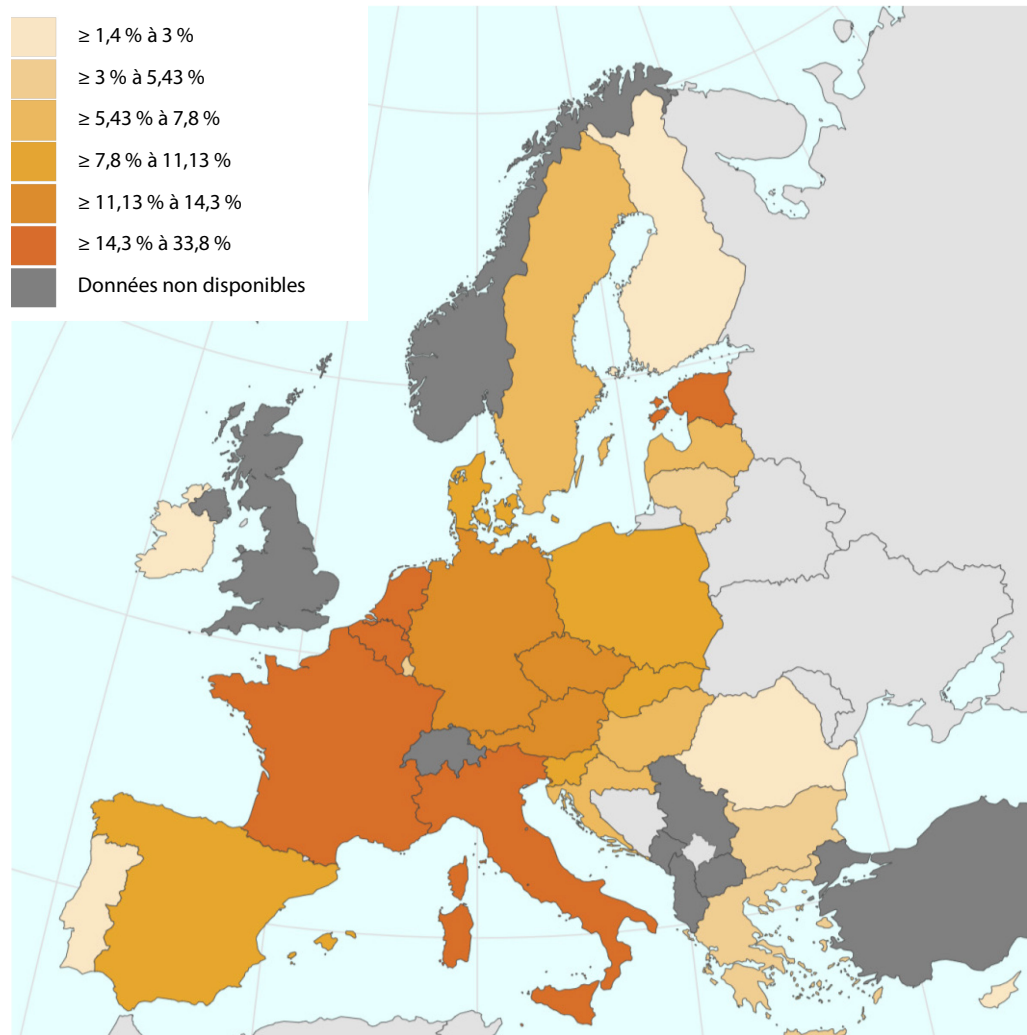 ≥ 1,4 % à 3 %
≥ 3 % à 5,43 %
≥ 5,43 % à 7,8 %
≥ 7,8 % à 11,13 %
≥ 11,13 % à 14,3 %
≥ 14,3 % à 33,8 %
Données non disponibles